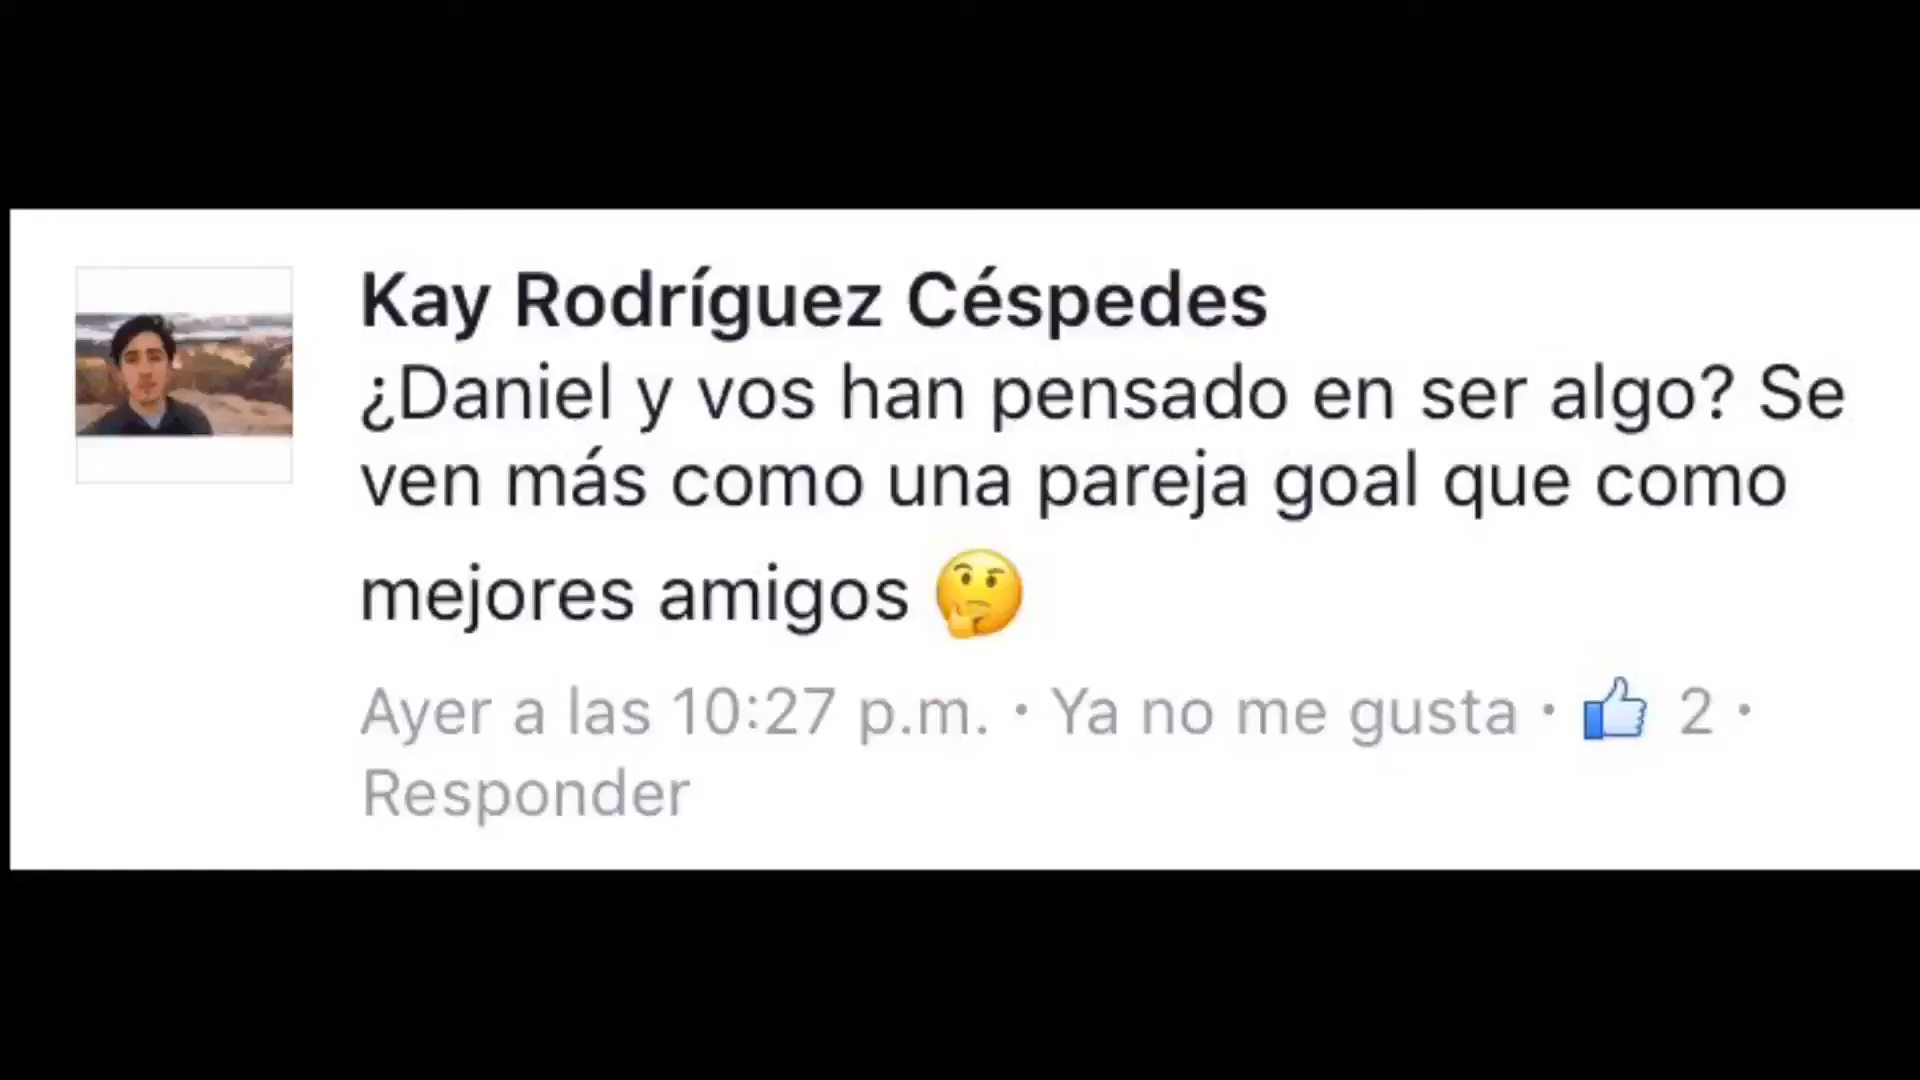 Kay Rodríguez Céspedes
¿Daniel y vos han pensado en ser algo? Se
ven más como una pareja goal que como
mejores amigos 🤔
Ayer a las 10:27 p.m. · Ya no me gusta · 👍 2 ·
Responder